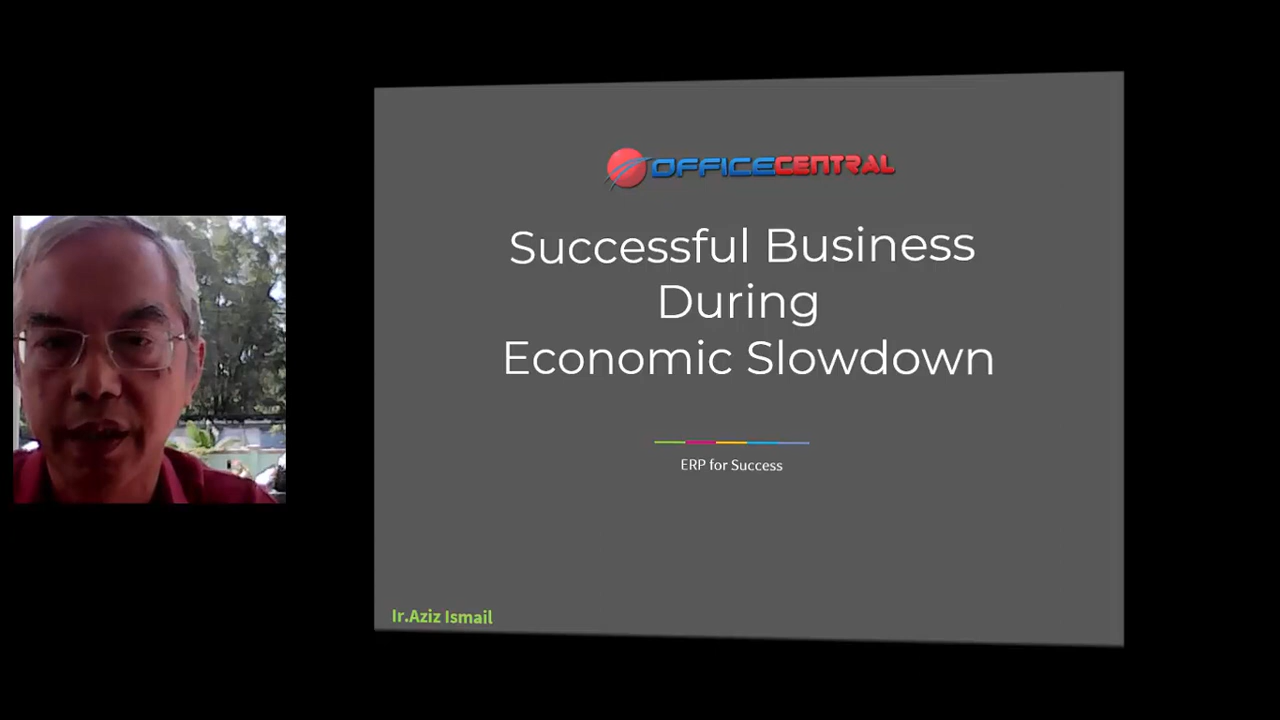 OFFICECENTRAL
Successful Business
During
Economic Slowdown
ERP for Success
Ir.Aziz Ismail